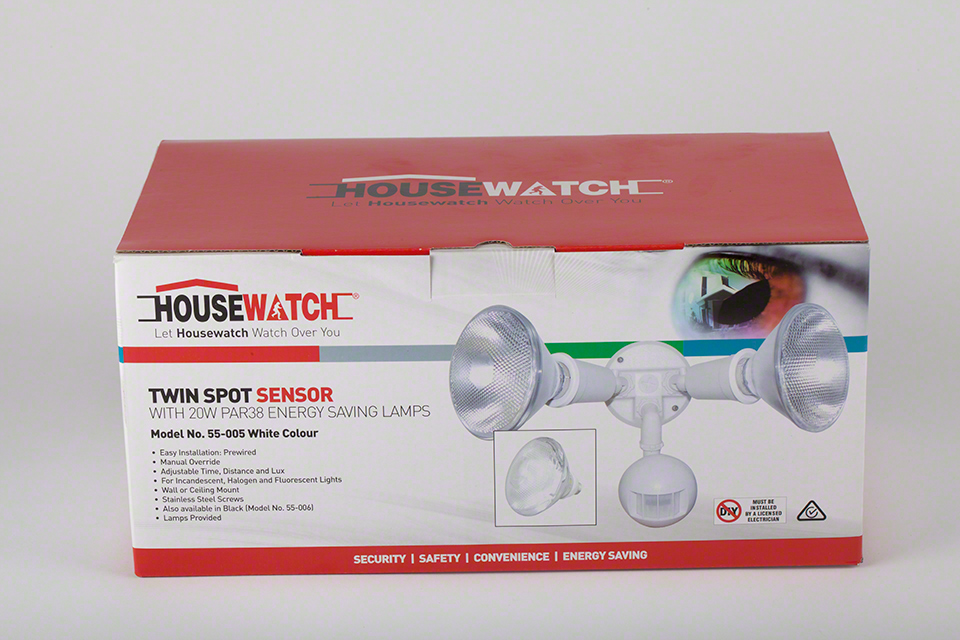 HOUSEWATCH®
Let Housewatch Watch Over You
HOUSEWATCH®
Let Housewatch Watch Over You
TWIN SPOT SENSOR
WITH 20W PAR38 ENERGY SAVING LAMPS
Model No. 55-005 White Colour
• Easy Installation: Prewired
• Manual Override
• Adjustable Time, Distance and Lux
• For Incandescent, Halogen and Fluorescent Lights
• Wall or Ceiling Mount
• Stainless Steel Screws
• Also available in Black (Model No. 55-006)
• Lamps Provided
DIY
MUST BE
INSTALLED
BY A LICENSED
ELECTRICIAN
SECURITY | SAFETY | CONVENIENCE | ENERGY SAVING